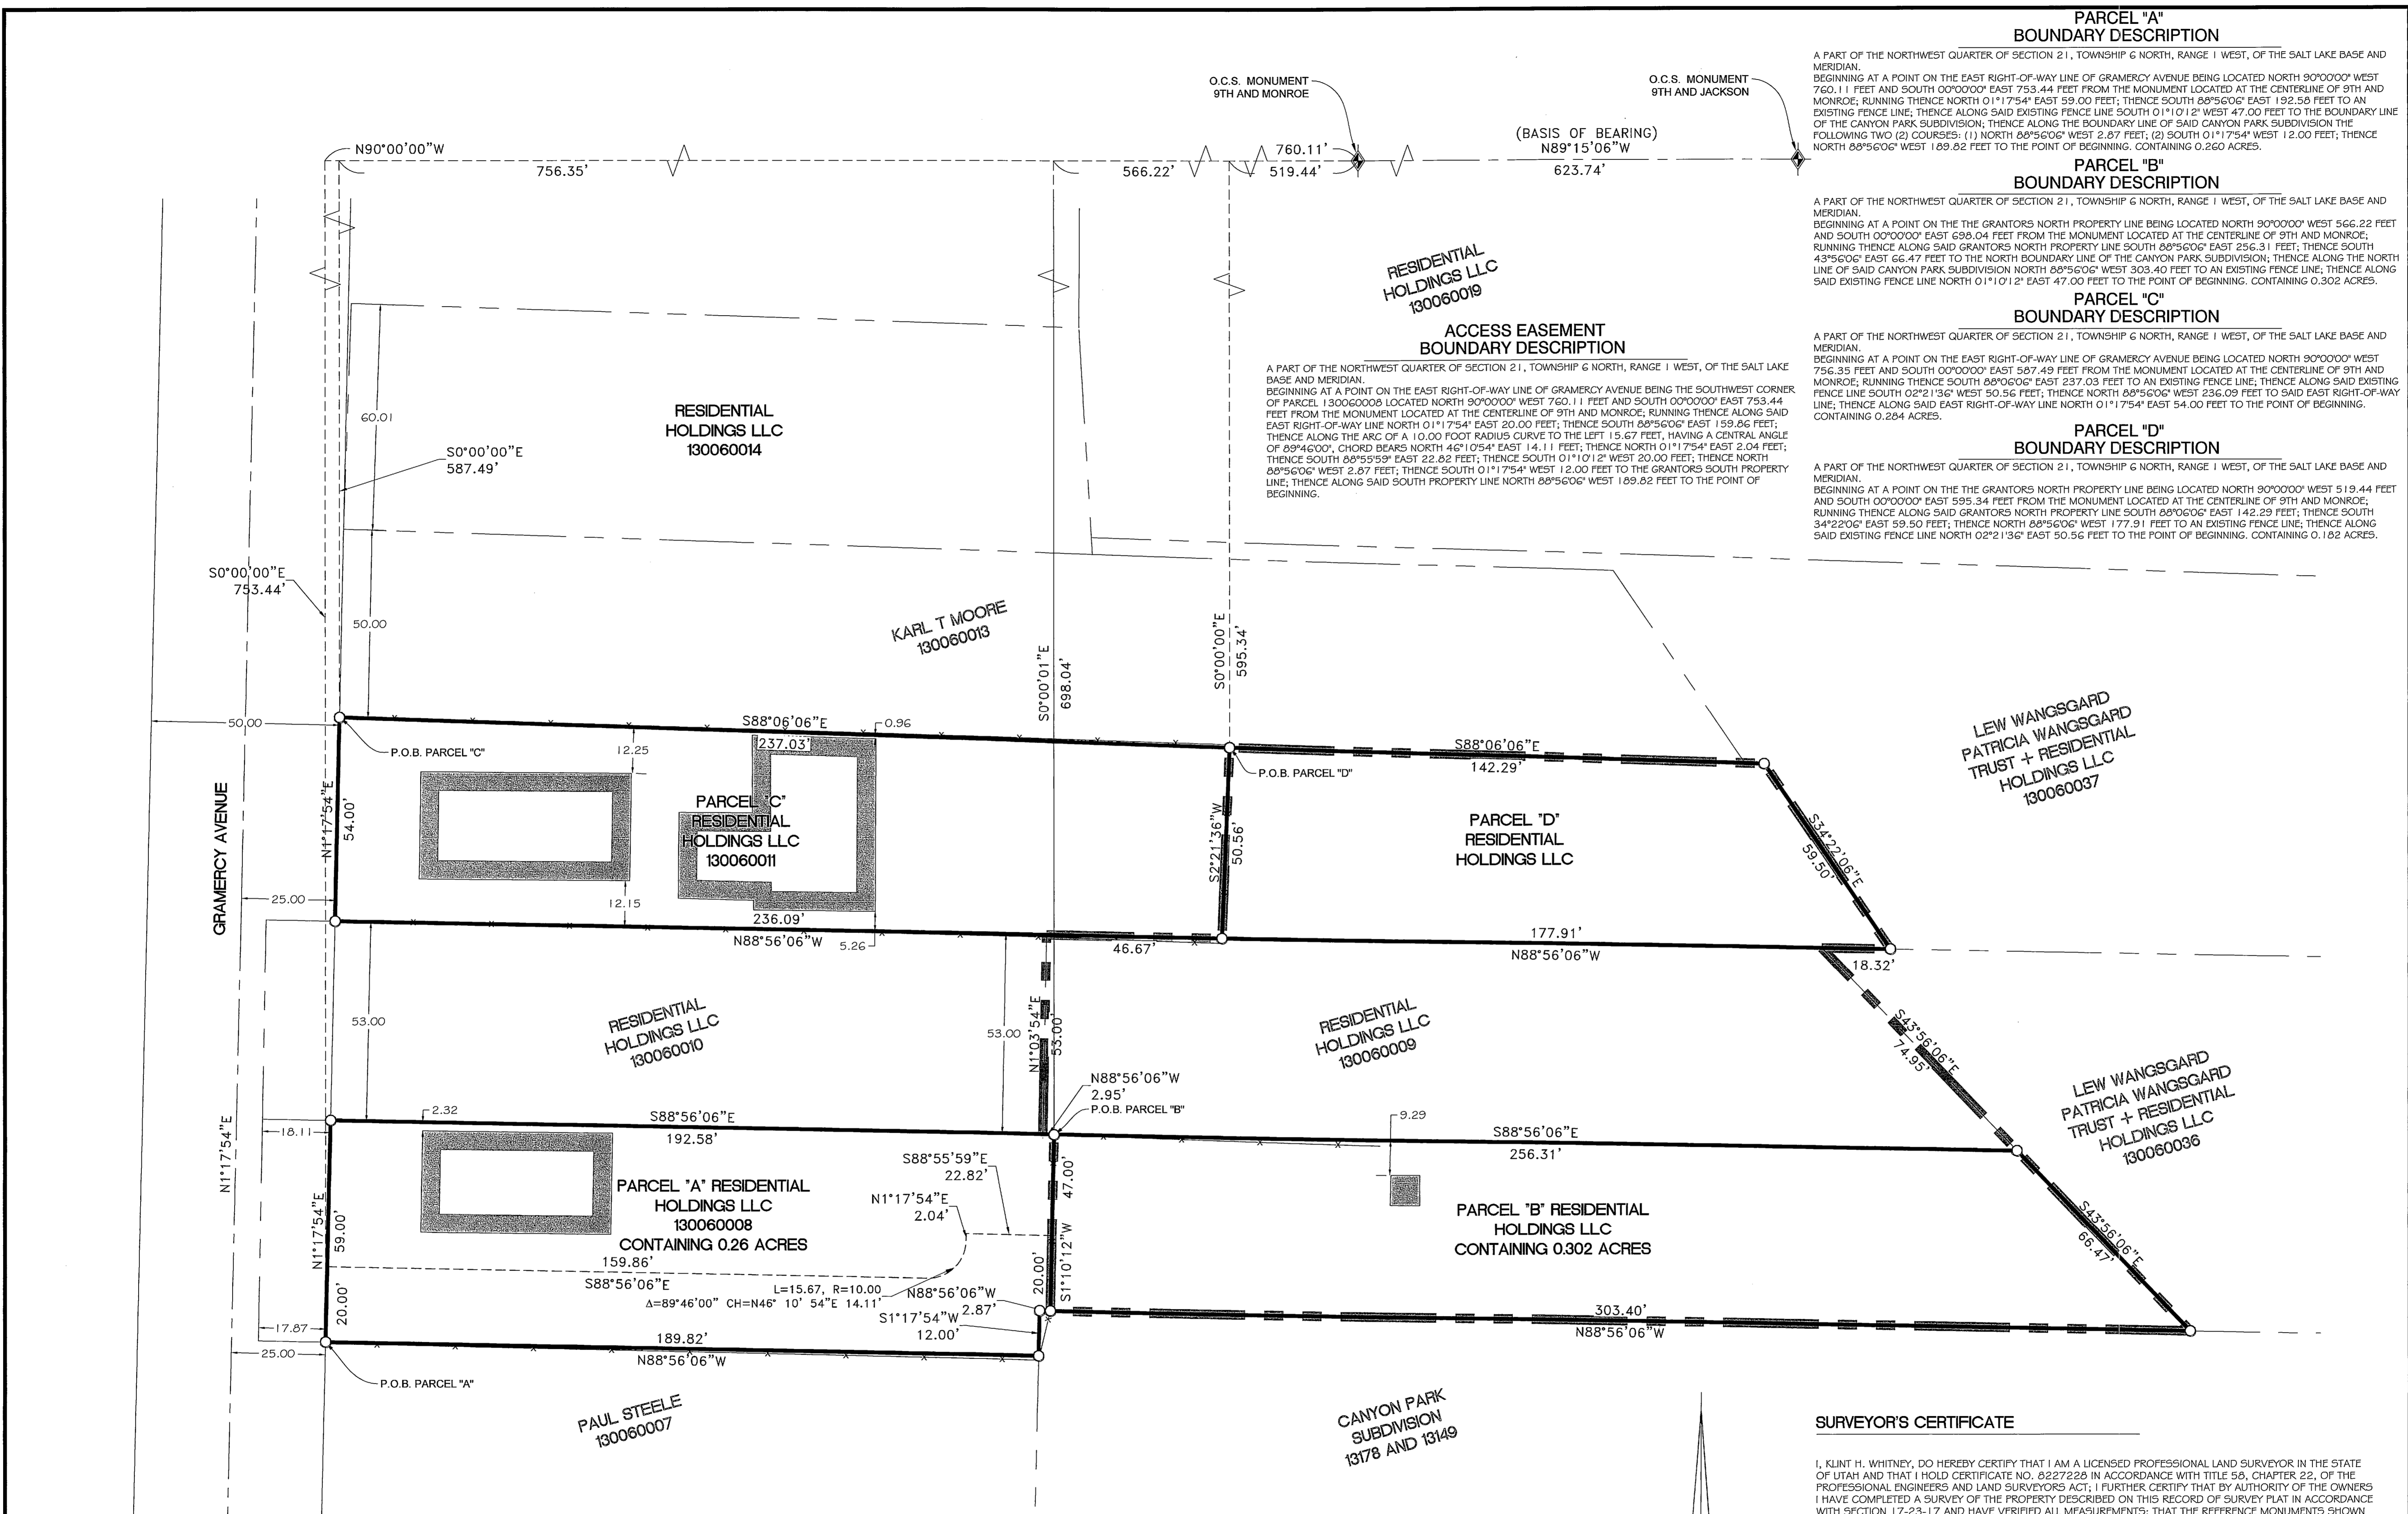 PARCEL "A"
BOUNDARY DESCRIPTION
A PART OF THE NORTHWEST QUARTER OF SECTION 21, TOWNSHIP 6 NORTH, RANGE 1 WEST, OF THE SALT LAKE BASE AND
MERIDIAN.
BEGINNING AT A POINT ON THE EAST RIGHT-OF-WAY LINE OF GRAMERCY AVENUE BEING LOCATED NORTH 90°00'00" WEST
760.11 FEET AND SOUTH 00°00'00" EAST 753.44 FEET FROM THE MONUMENT LOCATED AT THE CENTERLINE OF 9TH AND
MONROE; RUNNING THENCE NORTH 01°17'54" EAST 59.00 FEET; THENCE SOUTH 88°56'06" EAST 192.58 FEET TO AN
EXISTING FENCE LINE; THENCE ALONG SAID EXISTING FENCE LINE SOUTH 01°10'12" WEST 47.00 FEET TO THE BOUNDARY LINE
OF THE CANYON PARK SUBDIVISION; THENCE ALONG THE BOUNDARY LINE OF SAID CANYON PARK SUBDIVISION THE
FOLLOWING TWO (2) COURSES: (1) NORTH 88°56'06" WEST 2.87 FEET; (2) SOUTH 01°17'54" WEST 12.00 FEET; THENCE
NORTH 88°56'06" WEST 189.82 FEET TO THE POINT OF BEGINNING. CONTAINING 0.260 ACRES.
PARCEL "B"
BOUNDARY DESCRIPTION
A PART OF THE NORTHWEST QUARTER OF SECTION 21, TOWNSHIP 6 NORTH, RANGE 1 WEST, OF THE SALT LAKE BASE AND
MERIDIAN.
BEGINNING AT A POINT ON THE THE GRANTORS NORTH PROPERTY LINE BEING LOCATED NORTH 90°00'00" WEST 566.22 FEET
AND SOUTH 00°00'00" EAST 698.04 FEET FROM THE MONUMENT LOCATED AT THE CENTERLINE OF 9TH AND MONROE;
RUNNING THENCE ALONG SAID GRANTORS NORTH PROPERTY LINE SOUTH 88°56'06" EAST 256.31 FEET; THENCE SOUTH
43°56'06" EAST 66.47 FEET TO THE NORTH BOUNDARY LINE OF THE CANYON PARK SUBDIVISION; THENCE ALONG THE NORTH
LINE OF SAID CANYON PARK SUBDIVISION NORTH 88°56'06" WEST 303.40 FEET TO AN EXISTING FENCE LINE; THENCE ALONG
SAID EXISTING FENCE LINE NORTH 01°10'12" EAST 47.00 FEET TO THE POINT OF BEGINNING. CONTAINING 0.302 ACRES.
PARCEL "C"
BOUNDARY DESCRIPTION
A PART OF THE NORTHWEST QUARTER OF SECTION 21, TOWNSHIP 6 NORTH, RANGE 1 WEST, OF THE SALT LAKE BASE AND
MERIDIAN.
BEGINNING AT A POINT ON THE EAST RIGHT-OF-WAY LINE OF GRAMERCY AVENUE BEING LOCATED NORTH 90°00'00" WEST
756.35 FEET AND SOUTH 00°00'00" EAST 587.49 FEET FROM THE MONUMENT LOCATED AT THE CENTERLINE OF 9TH AND
MONROE; RUNNING THENCE SOUTH 88°06'06" EAST 237.03 FEET TO AN EXISTING FENCE LINE; THENCE ALONG SAID EXISTING
FENCE LINE SOUTH 02°21'36" WEST 50.56 FEET; THENCE NORTH 88°56'06" WEST 236.09 FEET TO SAID EAST RIGHT-OF-WAY
LINE; THENCE ALONG SAID EAST RIGHT-OF-WAY LINE NORTH 01°17'54" EAST 54.00 FEET TO THE POINT OF BEGINNING.
CONTAINING 0.284 ACRES.
PARCEL "D"
BOUNDARY DESCRIPTION
A PART OF THE NORTHWEST QUARTER OF SECTION 21, TOWNSHIP 6 NORTH, RANGE 1 WEST, OF THE SALT LAKE BASE AND
MERIDIAN.
BEGINNING AT A POINT ON THE THE GRANTORS NORTH PROPERTY LINE BEING LOCATED NORTH 90°00'00" WEST 519.44 FEET
AND SOUTH 00°00'00" EAST 595.34 FEET FROM THE MONUMENT LOCATED AT THE CENTERLINE OF 9TH AND MONROE;
RUNNING THENCE ALONG SAID GRANTORS NORTH PROPERTY LINE SOUTH 88°06'06" EAST 142.29 FEET; THENCE SOUTH
34°22'06" EAST 59.50 FEET; THENCE NORTH 88°56'06" WEST 177.91 FEET TO AN EXISTING FENCE LINE; THENCE ALONG
SAID EXISTING FENCE LINE NORTH 02°21'36" EAST 50.56 FEET TO THE POINT OF BEGINNING. CONTAINING 0.182 ACRES.
O.C.S. MONUMENT
9TH AND MONROE
O.C.S. MONUMENT
9TH AND JACKSON
(BASIS OF BEARING)
N89°15'06"W
623.74'
N90°00'00"W
756.35'
566.22'
760.11'
519.44'
RESIDENTIAL
HOLDINGS LLC
130060019
ACCESS EASEMENT
BOUNDARY DESCRIPTION
A PART OF THE NORTHWEST QUARTER OF SECTION 21, TOWNSHIP 6 NORTH, RANGE 1 WEST, OF THE SALT LAKE
BASE AND MERIDIAN.
BEGINNING AT A POINT ON THE EAST RIGHT-OF-WAY LINE OF GRAMERCY AVENUE BEING THE SOUTHWEST CORNER
OF PARCEL 130060008 LOCATED NORTH 90°00'00" WEST 760.11 FEET AND SOUTH 00°00'00" EAST 753.44
FEET FROM THE MONUMENT LOCATED AT THE CENTERLINE OF 9TH AND MONROE; RUNNING THENCE ALONG SAID
EAST RIGHT-OF-WAY LINE NORTH 01°17'54" EAST 20.00 FEET; THENCE SOUTH 88°56'06" EAST 159.86 FEET;
THENCE ALONG THE ARC OF A 10.00 FOOT RADIUS CURVE TO THE LEFT 15.67 FEET, HAVING A CENTRAL ANGLE
OF 89°46'00", CHORD BEARS NORTH 46°10'54" EAST 14.11 FEET; THENCE NORTH 01°17'54" EAST 2.04 FEET;
THENCE SOUTH 88°55'59" EAST 22.82 FEET; THENCE SOUTH 01°10'12" WEST 20.00 FEET; THENCE NORTH
88°56'06" WEST 2.87 FEET; THENCE SOUTH 01°17'54" WEST 12.00 FEET TO THE GRANTORS SOUTH PROPERTY
LINE; THENCE ALONG SAID SOUTH PROPERTY LINE NORTH 88°56'06" WEST 189.82 FEET TO THE POINT OF
BEGINNING.
60.01
RESIDENTIAL
HOLDINGS LLC
130060014
S0°00'00"E
587.49'
S0°00'00"E
753.44'
50.00
KARL T MOORE
130060013
S0°00'01"E
698.04'
S0°00'00"E
595.34'
LEW WANGSGARD
PATRICIA WANGSGARD
TRUST + RESIDENTIAL
HOLDINGS LLC
130060037
50.00
P.O.B. PARCEL "C"
S88°06'06"E
237.03'
0.96
12.25
P.O.B. PARCEL "D"
S88°06'06"E
142.29'
GRAMERCY AVENUE
N1°17'54"E
54.00'
PARCEL "C"
RESIDENTIAL
HOLDINGS LLC
130060011
S2°21'36"W
50.56'
PARCEL "D"
RESIDENTIAL
HOLDINGS LLC
S34°22'06"E
59.50'
25.00
12.15
236.09'
N88°56'06"W
5.26
46.67'
177.91'
N88°56'06"W
18.32'
53.00
RESIDENTIAL
HOLDINGS LLC
130060010
53.00
N1°03'54"E
53.00'
RESIDENTIAL
HOLDINGS LLC
130060009
S43°56'06"E
74.95'
LEW WANGSGARD
PATRICIA WANGSGARD
TRUST + RESIDENTIAL
HOLDINGS LLC
130060036
N88°56'06"W
2.95'
P.O.B. PARCEL "B"
2.32
S88°56'06"E
192.58'
18.11
N1°17'54"E
9.29
S88°56'06"E
256.31'
N1°17'54"E
59.00'
PARCEL "A" RESIDENTIAL
HOLDINGS LLC
130060008
CONTAINING 0.26 ACRES
S88°55'59"E
22.82'
N1°17'54"E
2.04'
47.00'
S1°10'12"W
PARCEL "B" RESIDENTIAL
HOLDINGS LLC
CONTAINING 0.302 ACRES
S43°56'06"E
66.47'
159.86'
S88°56'06"E
L=15.67, R=10.00
Δ=89°46'00" CH=N46° 10' 54"E 14.11'
N88°56'06"W
2.87'
20.00'
S1°17'54"W
12.00'
20.00'
17.87
25.00
189.82'
N88°56'06"W
303.40'
N88°56'06"W
P.O.B. PARCEL "A"
PAUL STEELE
130060007
CANYON PARK
SUBDIVISION
13178 AND 13149
SURVEYOR'S CERTIFICATE
I, KLINT H. WHITNEY, DO HEREBY CERTIFY THAT I AM A LICENSED PROFESSIONAL LAND SURVEYOR IN THE STATE
OF UTAH AND THAT I HOLD CERTIFICATE NO. 8227228 IN ACCORDANCE WITH TITLE 58, CHAPTER 22, OF THE
PROFESSIONAL ENGINEERS AND LAND SURVEYORS ACT; I FURTHER CERTIFY THAT BY AUTHORITY OF THE OWNERS
I HAVE COMPLETED A SURVEY OF THE PROPERTY DESCRIBED ON THIS RECORD OF SURVEY PLAT IN ACCORDANCE
WITH SECTION 17-23-17 AND HAVE VERIFIED ALL MEASUREMENTS; THAT THE REFERENCE MONUMENTS SHOWN